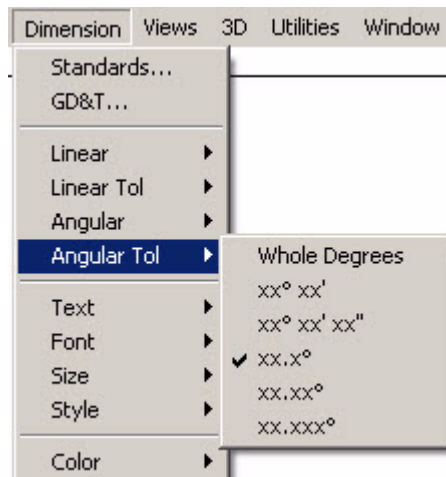 Dimension Views 3D Utilities Window
Standards...
GD&T...
Linear
Linear Tol
Angular
Angular Tol
Text
Font
Size
Style
Color
Whole Degrees
xx° xx'
xx° xx' xx"
xx.x°
xx.xx°
xx.xxx°